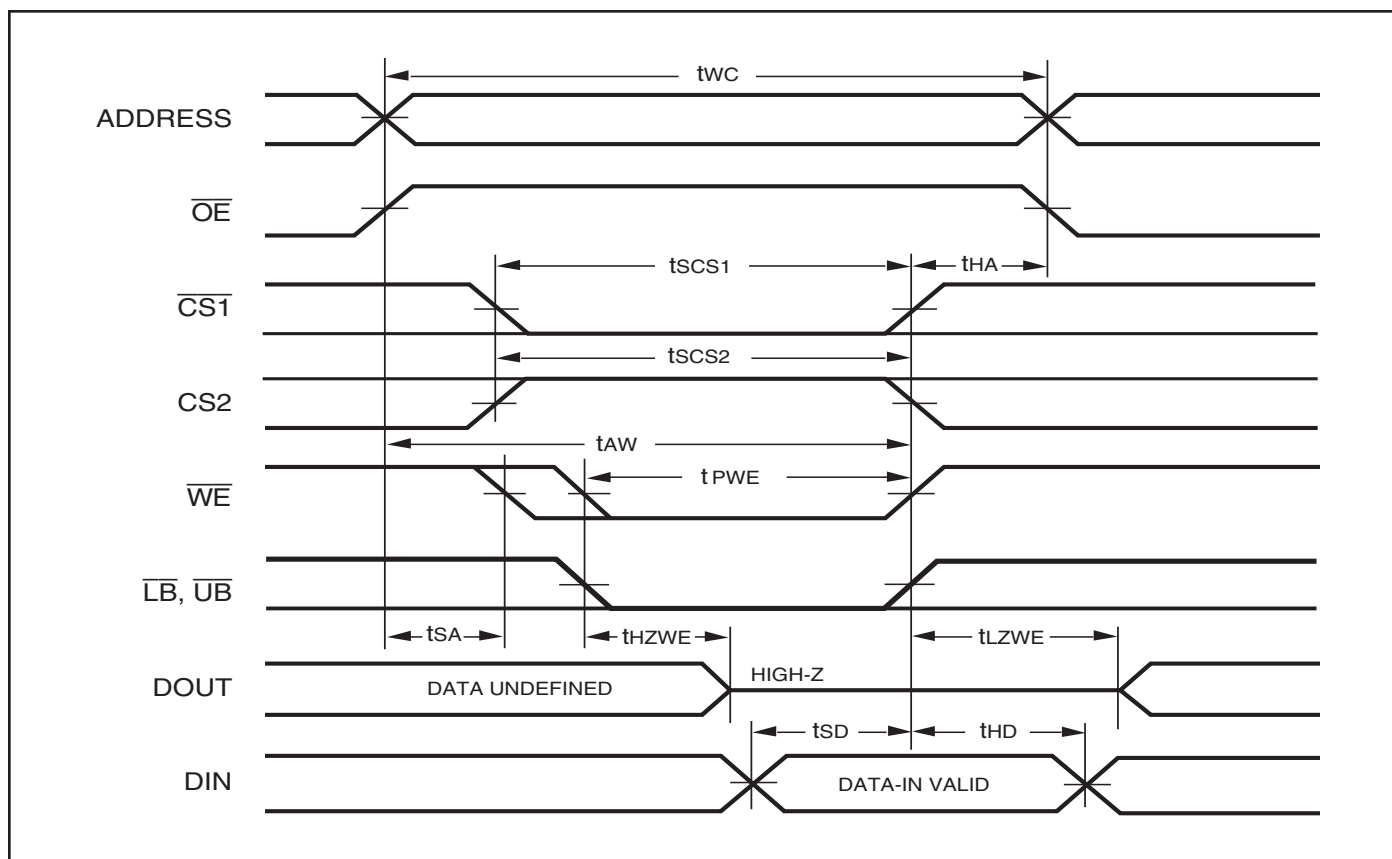 tWC
ADDRESS
OE
tSCS1
tHA
CS1
tSCS2
CS2
tAW
tPWE
WE
LB, UB
tSA
tHZWE
tLZWE
DOUT
DATA UNDEFINED
HIGH-Z
tSD
tHD
DIN
DATA-IN VALID